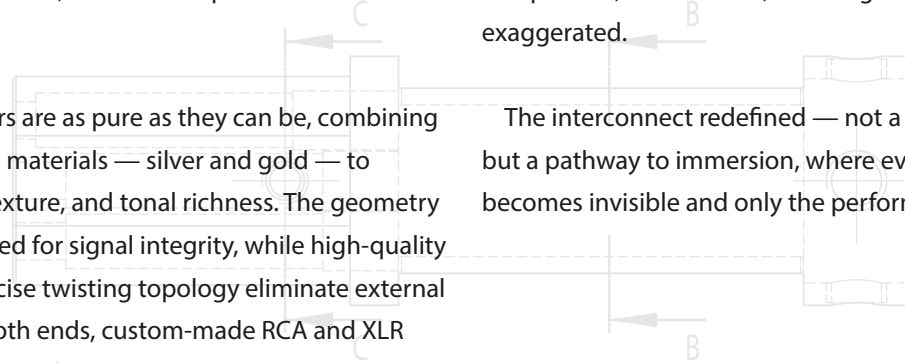 C
rs are as pure as they can be, combining
materials — silver and gold — to
exture, and tonal richness. The geometry
ed for signal integrity, while high-quality
cise twisting topology eliminate external
oth ends, custom-made RCA and XLR
C
B
exaggerated.
The interconnect redefined — not a
but a pathway to immersion, where ev
becomes invisible and only the perforr
B